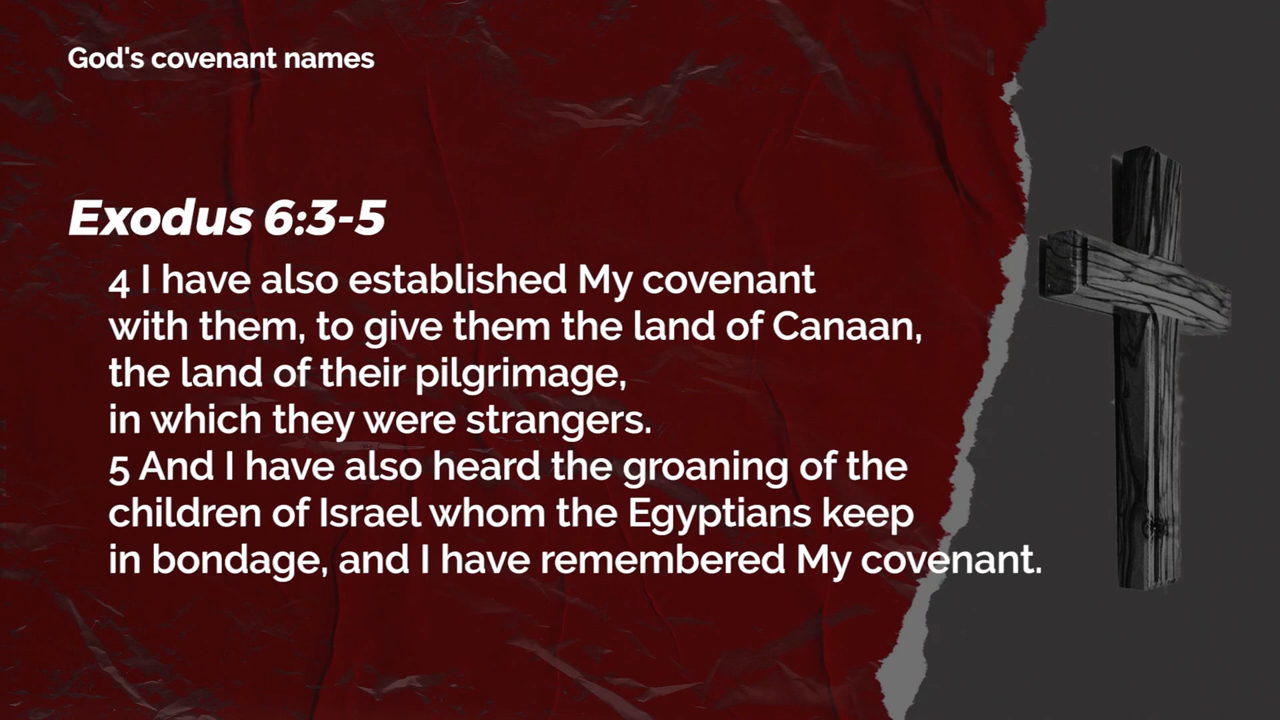 God's covenant names
Exodus 6:3-5
4 I have also established My covenant
with them, to give them the land of Canaan,
the land of their pilgrimage,
in which they were strangers.
5 And I have also heard the groaning of the
children of Israel whom the Egyptians keep
in bondage, and I have remembered My covenant.